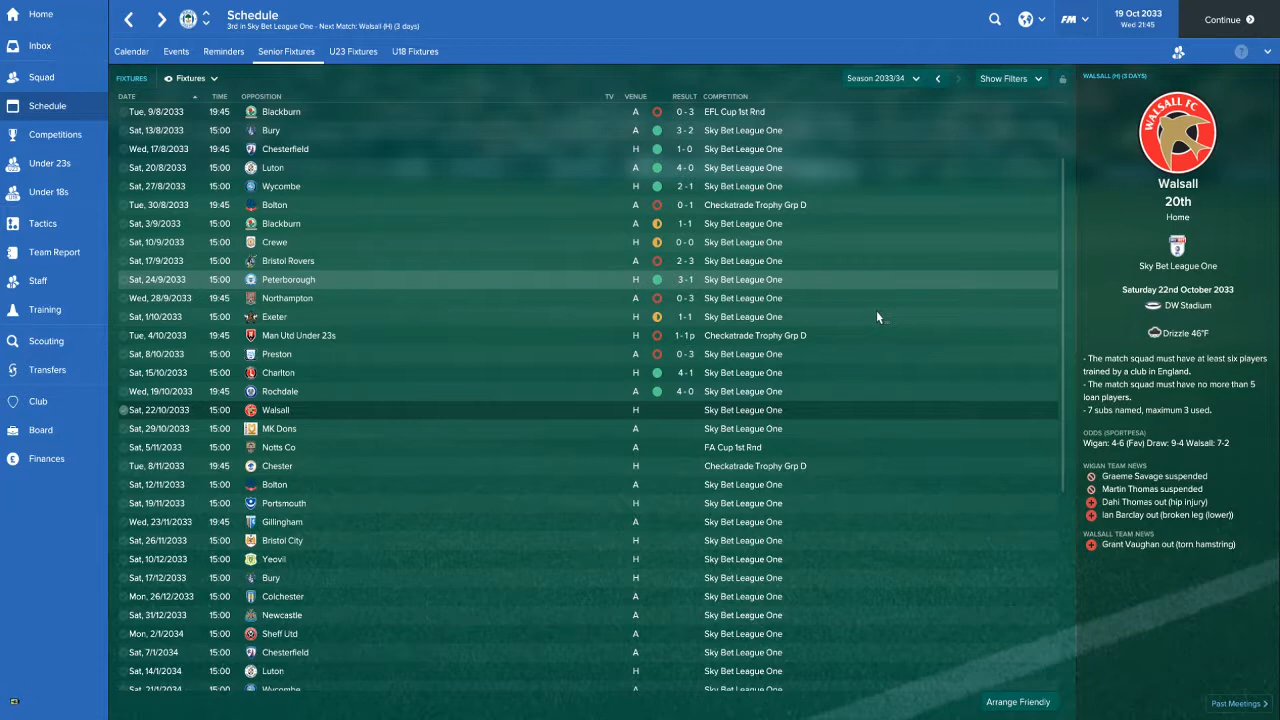 Home
Inbox
Squad
Schedule
Competitions
Under 23s
Under 18s
Tactics
Team Report
Staff
Training
Scouting
Transfers
Club
Board
Finances
Schedule
3rd in Sky Bet League One - Next Match: Walsall (H) (3 days)
FM
19 Oct 2033
Wed 21:45
Continue
Calendar Events Reminders Senior Fixtures U23 Fixtures U18 Fixtures
FIXTURES Fixtures Season 2033/34 Show Filters
DATE TIME OPPOSITION TV VENUE RESULT COMPETITION
Tue, 9/8/2033 19:45 Blackburn A 0 - 3 EFL Cup 1st Rnd
Sat, 13/8/2033 15:00 Bury A 3 - 2 Sky Bet League One
Wed, 17/8/2033 19:45 Chesterfield H 1 - 0 Sky Bet League One
Sat, 20/8/2033 15:00 Luton A 4 - 0 Sky Bet League One
Sat, 27/8/2033 15:00 Wycombe H 2 - 1 Sky Bet League One
Tue, 30/8/2033 19:45 Bolton A 0 - 1 Checkatrade Trophy Grp D
Sat, 3/9/2033 15:00 Blackburn A 1 - 1 Sky Bet League One
Sat, 10/9/2033 15:00 Crewe H 0 - 0 Sky Bet League One
Sat, 17/9/2033 15:00 Bristol Rovers A 2 - 3 Sky Bet League One
Sat, 24/9/2033 15:00 Peterborough H 3 - 1 Sky Bet League One
Wed, 28/9/2033 19:45 Northampton A 0 - 3 Sky Bet League One
Sat, 1/10/2033 15:00 Exeter H 1 - 1 Sky Bet League One
Tue, 4/10/2033 19:45 Man Utd Under 23s H 1 - 1 p Checkatrade Trophy Grp D
Sat, 8/10/2033 15:00 Preston A 0 - 3 Sky Bet League One
Sat, 15/10/2033 15:00 Charlton H 4 - 1 Sky Bet League One
Wed, 19/10/2033 19:45 Rochdale A 4 - 0 Sky Bet League One
Sat, 22/10/2033 15:00 Walsall H Sky Bet League One
Sat, 29/10/2033 15:00 MK Dons A Sky Bet League One
Sat, 5/11/2033 15:00 Notts Co A FA Cup 1st Rnd
Tue, 8/11/2033 19:45 Chester H Checkatrade Trophy Grp D
Sat, 12/11/2033 15:00 Bolton A Sky Bet League One
Sat, 19/11/2033 15:00 Portsmouth H Sky Bet League One
Wed, 23/11/2033 19:45 Gillingham A Sky Bet League One
Sat, 26/11/2033 15:00 Bristol City H Sky Bet League One
Sat, 10/12/2033 15:00 Yeovil H Sky Bet League One
Sat, 17/12/2033 15:00 Bury H Sky Bet League One
Mon, 26/12/2033 15:00 Colchester A Sky Bet League One
Sat, 31/12/2033 15:00 Newcastle A Sky Bet League One
Mon, 2/1/2034 15:00 Sheff Utd A Sky Bet League One
Sat, 7/1/2034 15:00 Chesterfield A Sky Bet League One
Sat, 14/1/2034 15:00 Luton H Sky Bet League One
Sat, 21/1/2034 15:00 Wycombe A Sky Bet League One
Arrange Friendly
WALSALL (H) (3 DAYS)
WALSALL FC
Walsall
20th
Home
Sky Bet League One
Saturday 22nd October 2033
DW Stadium
Drizzle 46°F
- The match squad must have at least six players
trained by a club in England.
- The match squad must have no more than 5
loan players.
- 7 subs named, maximum 3 used.
ODDS (SPORTPESA)
Wigan: 4-6 (Fav) Draw: 9-4 Walsall: 7-2
WIGAN TEAM NEWS
Graeme Savage suspended
Martin Thomas suspended
Dahi Thomas out (hip injury)
Ian Barclay out (broken leg (lower))
WALSALL TEAM NEWS
Grant Vaughan out (torn hamstring)
Past Meetings